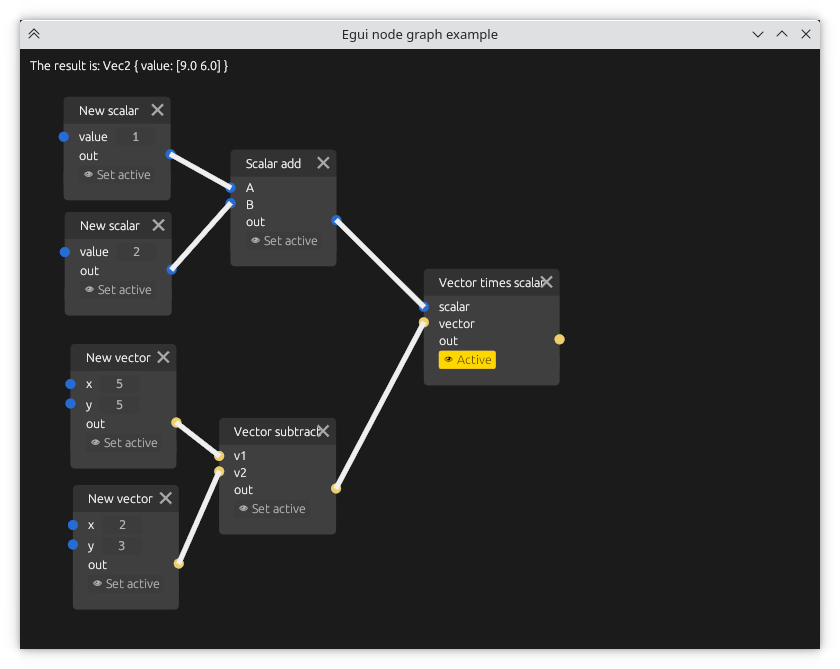 Egui node graph example
The result is: Vec2 { value: [9.0 6.0] }
New scalar
value 1
out
Set active
New scalar
value 2
out
Set active
Scalar add
A
B
out
Set active
Vector times scalar
scalar
vector
out
Active
New vector
x 5
y 5
out
Set active
Vector subtract
v1
v2
out
Set active
New vector
x 2
y 3
out
Set active